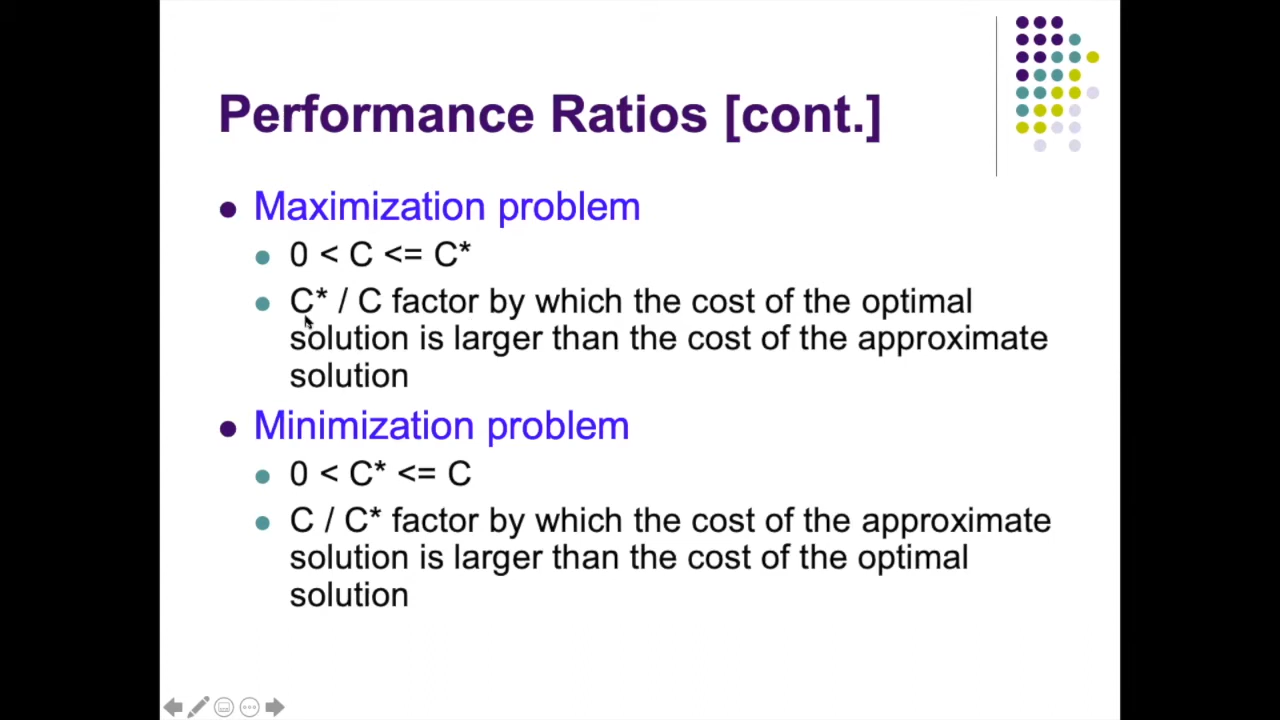 Performance Ratios [cont.]
Maximization problem
0 < C <= C*
C* / C factor by which the cost of the optimal
solution is larger than the cost of the approximate
solution
Minimization problem
0 < C* <= C
C / C* factor by which the cost of the approximate
solution is larger than the cost of the optimal
solution